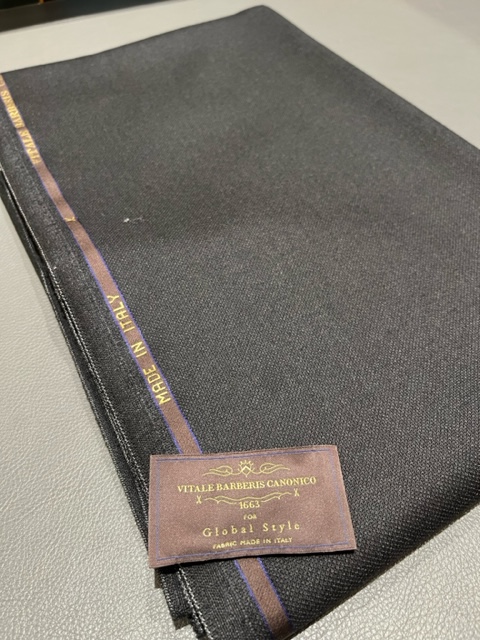 VITALE BARBERIS
MADE IN ITALY
VITALE BARBERIS CANONICO
1663
FOR
Global Style
FABRIC MADE IN ITALY